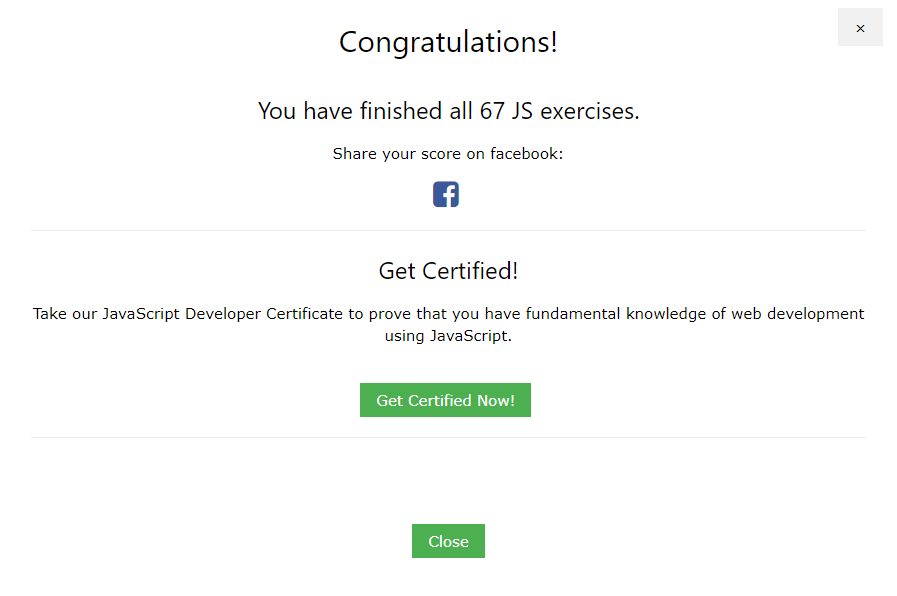 ×
Congratulations!
You have finished all 67 JS exercises.
Share your score on facebook:
Get Certified!
Take our JavaScript Developer Certificate to prove that you have fundamental knowledge of web development
using JavaScript.
Get Certified Now!
Close